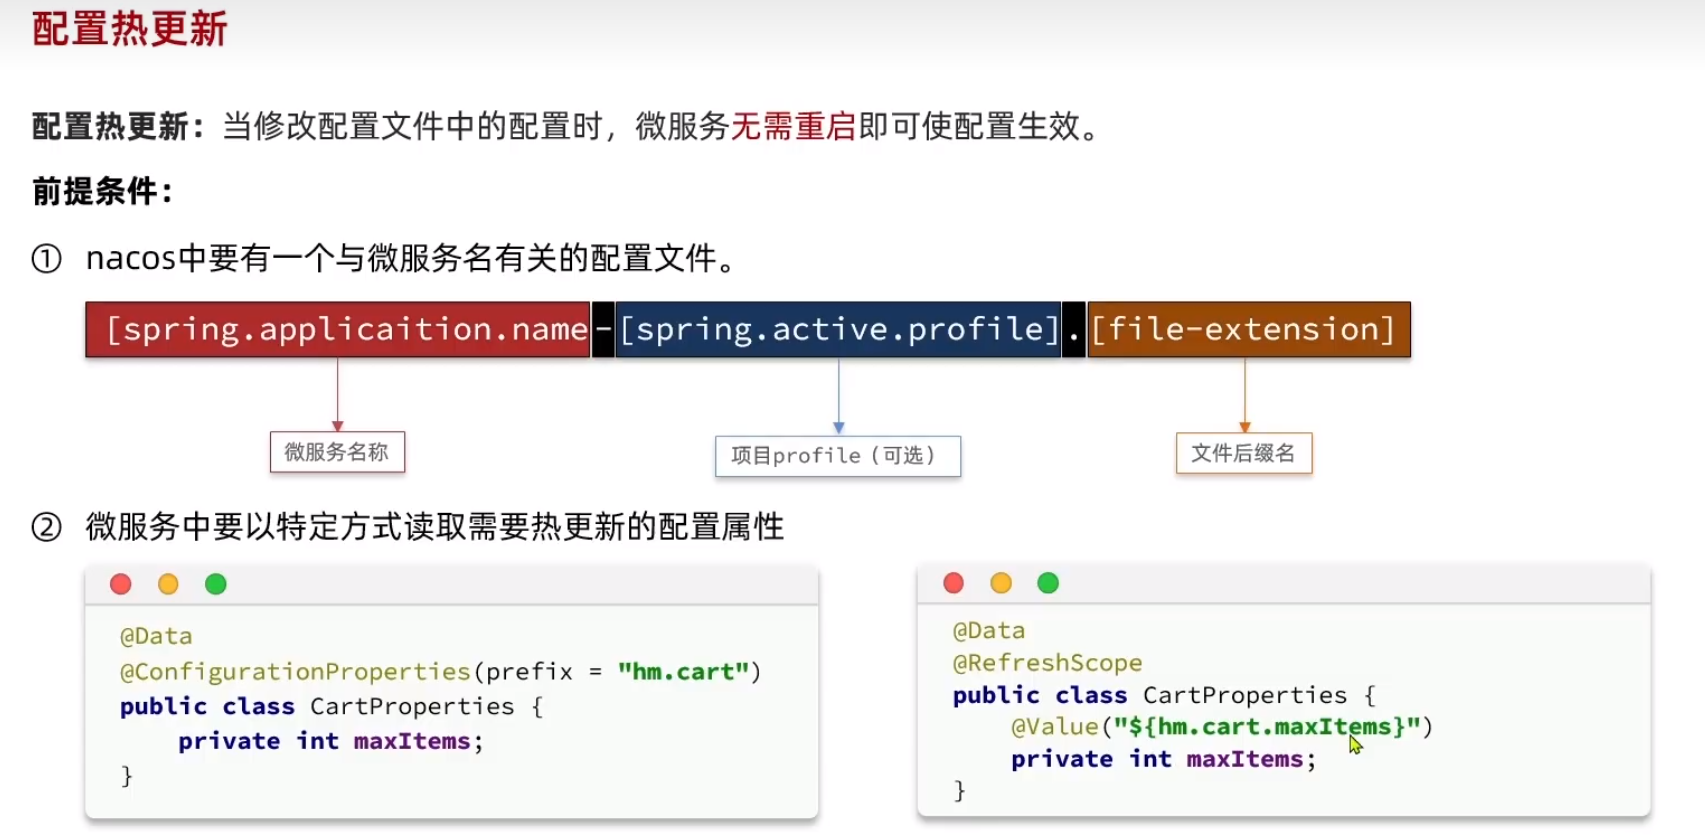 配置热更新
配置热更新：当修改配置文件中的配置时，微服务无需重启即可使配置生效。
前提条件：
① nacos中要有一个与微服务名有关的配置文件。
[spring.applicaition.name-[spring.active.profile].[file-extension]
微服务名称
项目profile（可选）
文件后缀名
② 微服务中要以特定方式读取需要热更新的配置属性
@Data
@ConfigurationProperties(prefix = "hm.cart")
public class CartProperties {
    private int maxItems;
}
@Data
@RefreshScope
public class CartProperties {
    @Value("${hm.cart.maxItems}")
    private int maxItems;
}